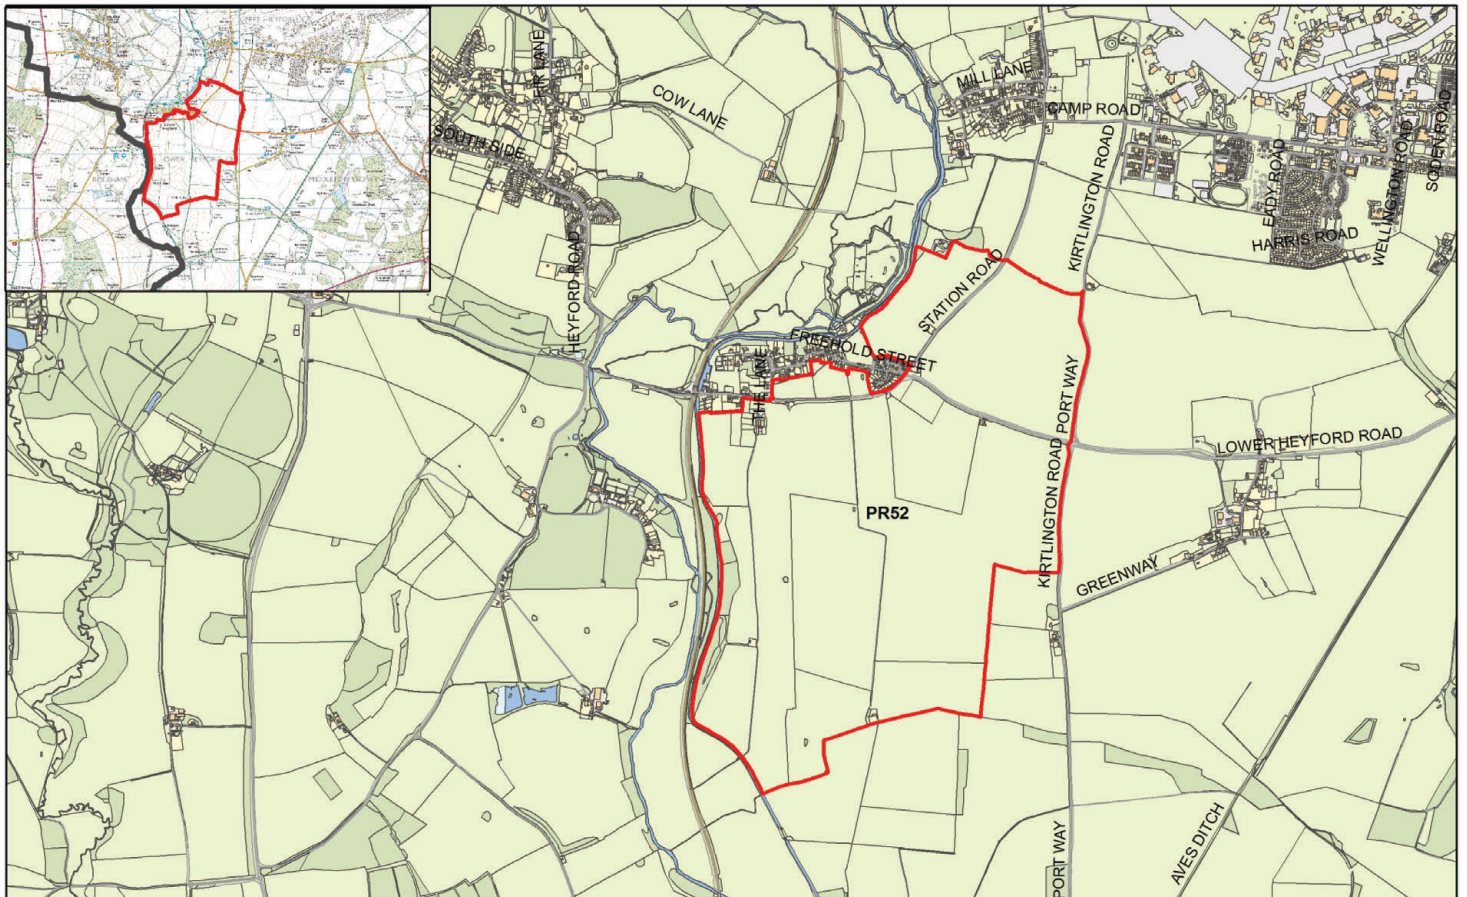 FIR LANE
COW LANE
SOUTH SIDE
HEYFORD ROAD
MILL LANE
CAMP ROAD
KIRTLINGTON ROAD
EADY ROAD
HARRIS ROAD
WELLINGTON ROAD
SODEN ROAD
STATION ROAD
FREEHOLD STREET
THE LANE
KIRTLINGTON ROAD PORT WAY
LOWER HEYFORD ROAD
PR52
GREENWAY
AVES DITCH
PORT WAY